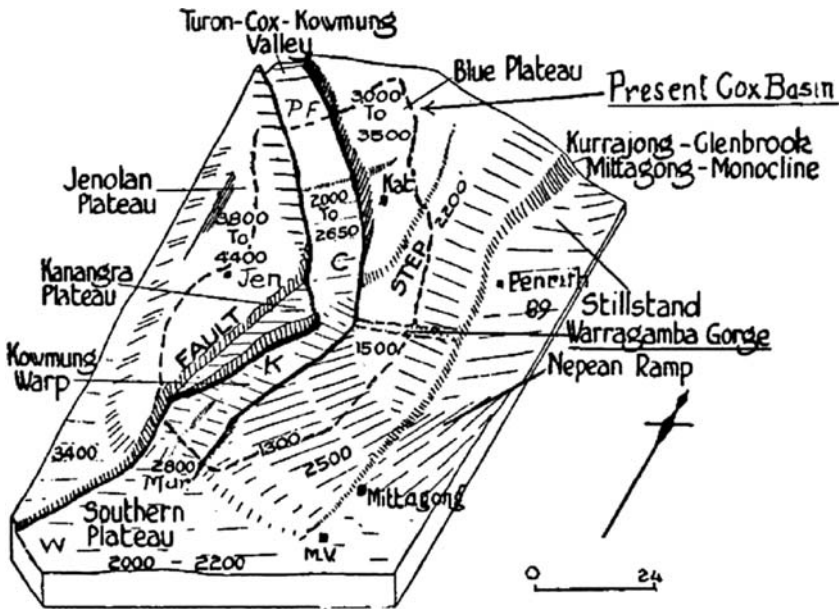 Turon-Cox-Kowmung
Valley
Blue Plateau
Present Cox Basin
PF
3000
To
3500
Kurrajong-Glenbrook
Mittagong-Monocline
Jenolan
Plateau
Kat.
2000
To
2650
2200
3800
To
4400
Jen
C
STEP
Penrith
89
Kanangra
Plateau
FAULT
Stillstand
Warragamba Gorge
1500
Nepean Ramp
Kowmung
Warp
K
1300
2500
3400
2800
Mar
Mittagong
Southern
Plateau
W
2000 - 2200
M.V.
0 24